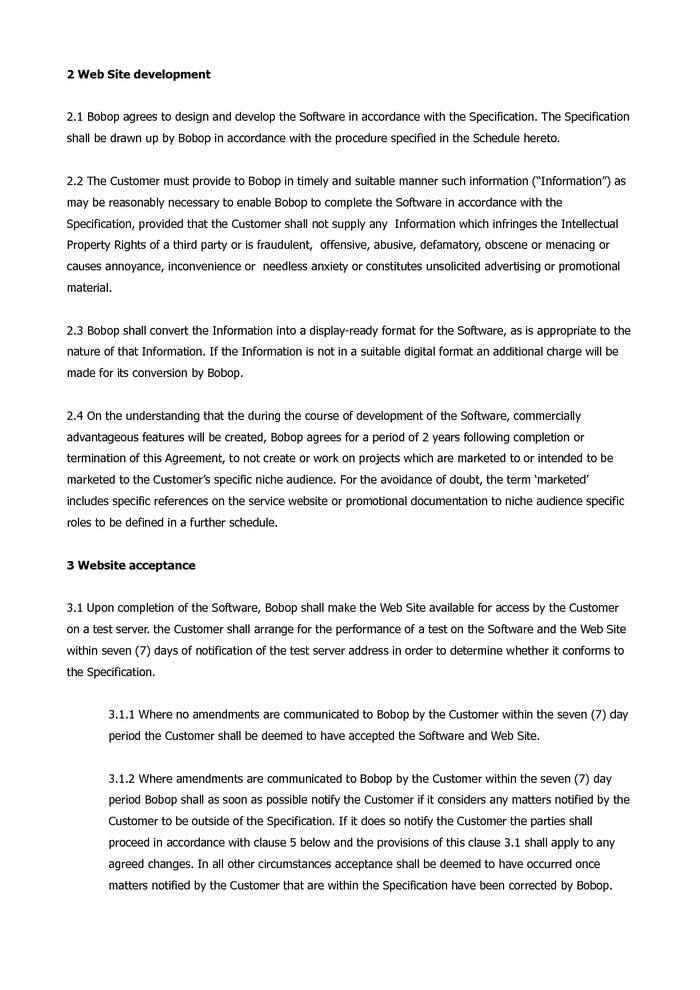 2 Web Site development
2.1 Bobop agrees to design and develop the Software in accordance with the Specification. The Specification
shall be drawn up by Bobop in accordance with the procedure specified in the Schedule hereto.
2.2 The Customer must provide to Bobop in timely and suitable manner such information (“Information”) as
may be reasonably necessary to enable Bobop to complete the Software in accordance with the
Specification, provided that the Customer shall not supply any  Information which infringes the Intellectual
Property Rights of a third party or is fraudulent,  offensive, abusive, defamatory, obscene or menacing or
causes annoyance, inconvenience or  needless anxiety or constitutes unsolicited advertising or promotional
material.
2.3 Bobop shall convert the Information into a display-ready format for the Software, as is appropriate to the
nature of that Information. If the Information is not in a suitable digital format an additional charge will be
made for its conversion by Bobop.
2.4 On the understanding that the during the course of development of the Software, commercially
advantageous features will be created, Bobop agrees for a period of 2 years following completion or
termination of this Agreement, to not create or work on projects which are marketed to or intended to be
marketed to the Customer’s specific niche audience. For the avoidance of doubt, the term ‘marketed’
includes specific references on the service website or promotional documentation to niche audience specific
roles to be defined in a further schedule.
3 Website acceptance
3.1 Upon completion of the Software, Bobop shall make the Web Site available for access by the Customer
on a test server. the Customer shall arrange for the performance of a test on the Software and the Web Site
within seven (7) days of notification of the test server address in order to determine whether it conforms to
the Specification.
3.1.1 Where no amendments are communicated to Bobop by the Customer within the seven (7) day
period the Customer shall be deemed to have accepted the Software and Web Site.
3.1.2 Where amendments are communicated to Bobop by the Customer within the seven (7) day
period Bobop shall as soon as possible notify the Customer if it considers any matters notified by the
Customer to be outside of the Specification. If it does so notify the Customer the parties shall
proceed in accordance with clause 5 below and the provisions of this clause 3.1 shall apply to any
agreed changes. In all other circumstances acceptance shall be deemed to have occurred once
matters notified by the Customer that are within the Specification have been corrected by Bobop.